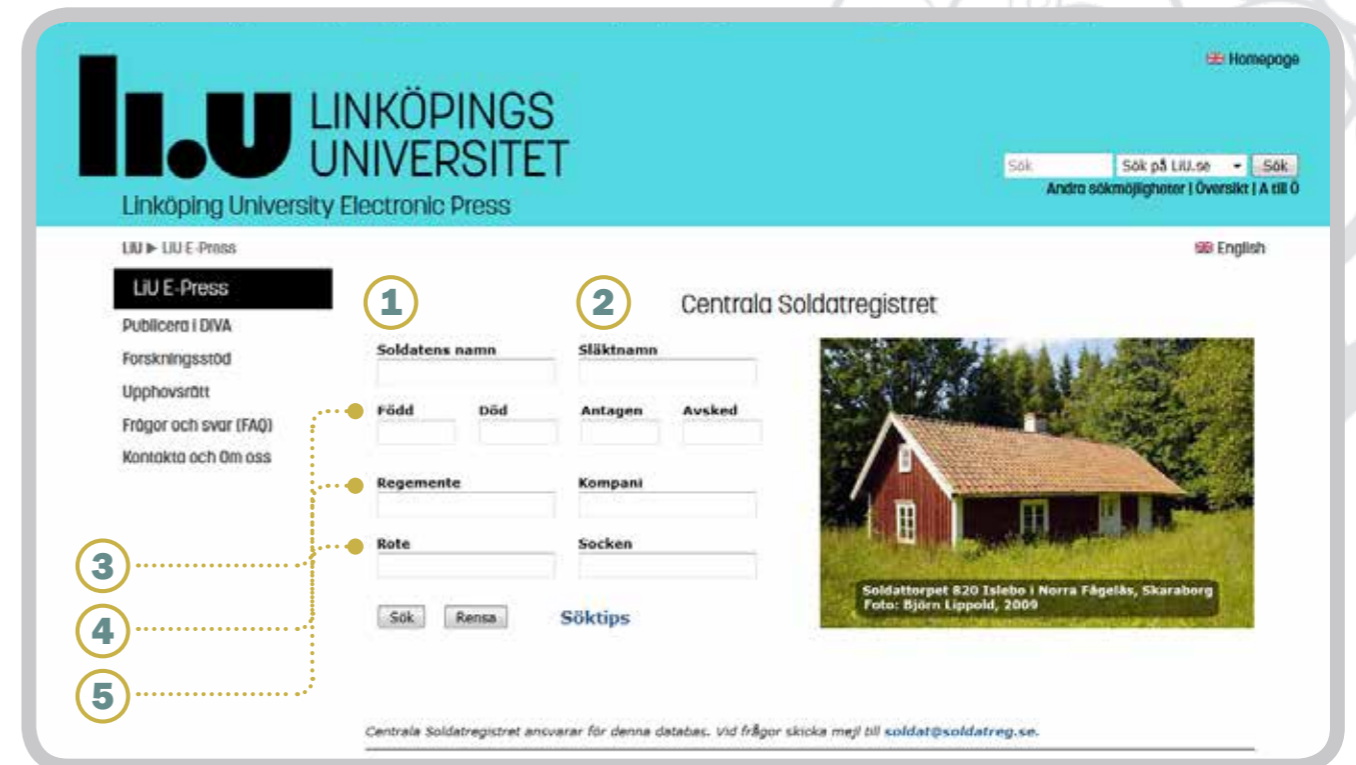 Homepage
li.u LINKÖPINGS
UNIVERSITET
Linköping University Electronic Press
Sök Sök på LiU.se Sök
Andra sökmöjligheter | Översikt | A till Ö
LiU ▶ LiU E-Press
English
LiU E-Press
Publicera i DIVA
Forskningsstöd
Upphovsrätt
Frågor och svar (FAQ)
Kontakta och Om oss
1
2
Centrala Soldatregistret
Soldatens namn Släktnamn
Född Död Antagen Avsked
Regemente Kompani
Rote Socken
Sök Rensa Söktips
3
4
5
Soldattorpet 820 Islebo i Norra Fågelås, Skaraborg
Foto: Björn Lippold, 2009
Centrala Soldatregistret ansvarar för denna databas. Vid frågor skicka mejl till soldat@soldatreg.se.